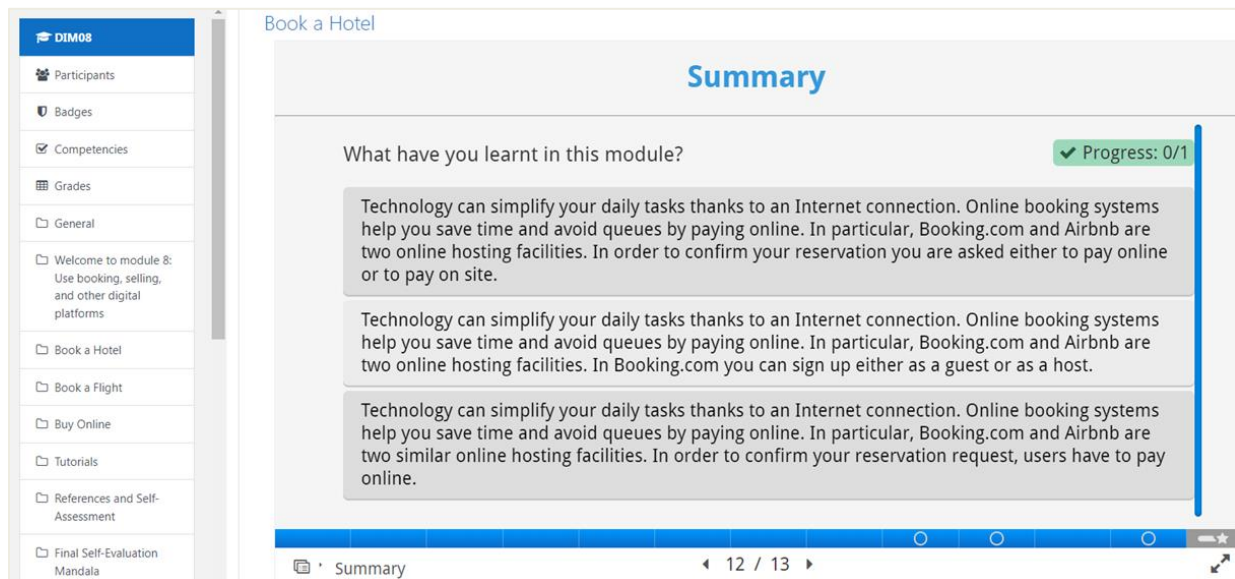 DIM08
Participants
Badges
Competencies
Grades
General
Welcome to module 8:
Use booking, selling,
and other digital
platforms
Book a Hotel
Book a Flight
Buy Online
Tutorials
References and Self-
Assessment
Final Self-Evaluation
Mandala
Book a Hotel
Summary
What have you learnt in this module?
Progress: 0/1
Technology can simplify your daily tasks thanks to an Internet connection. Online booking systems
help you save time and avoid queues by paying online. In particular, Booking.com and Airbnb are
two online hosting facilities. In order to confirm your reservation you are asked either to pay online
or to pay on site.
Technology can simplify your daily tasks thanks to an Internet connection. Online booking systems
help you save time and avoid queues by paying online. In particular, Booking.com and Airbnb are
two online hosting facilities. In Booking.com you can sign up either as a guest or as a host.
Technology can simplify your daily tasks thanks to an Internet connection. Online booking systems
help you save time and avoid queues by paying online. In particular, Booking.com and Airbnb are
two similar online hosting facilities. In order to confirm your reservation request, users have to pay
online.
Summary
12 / 13